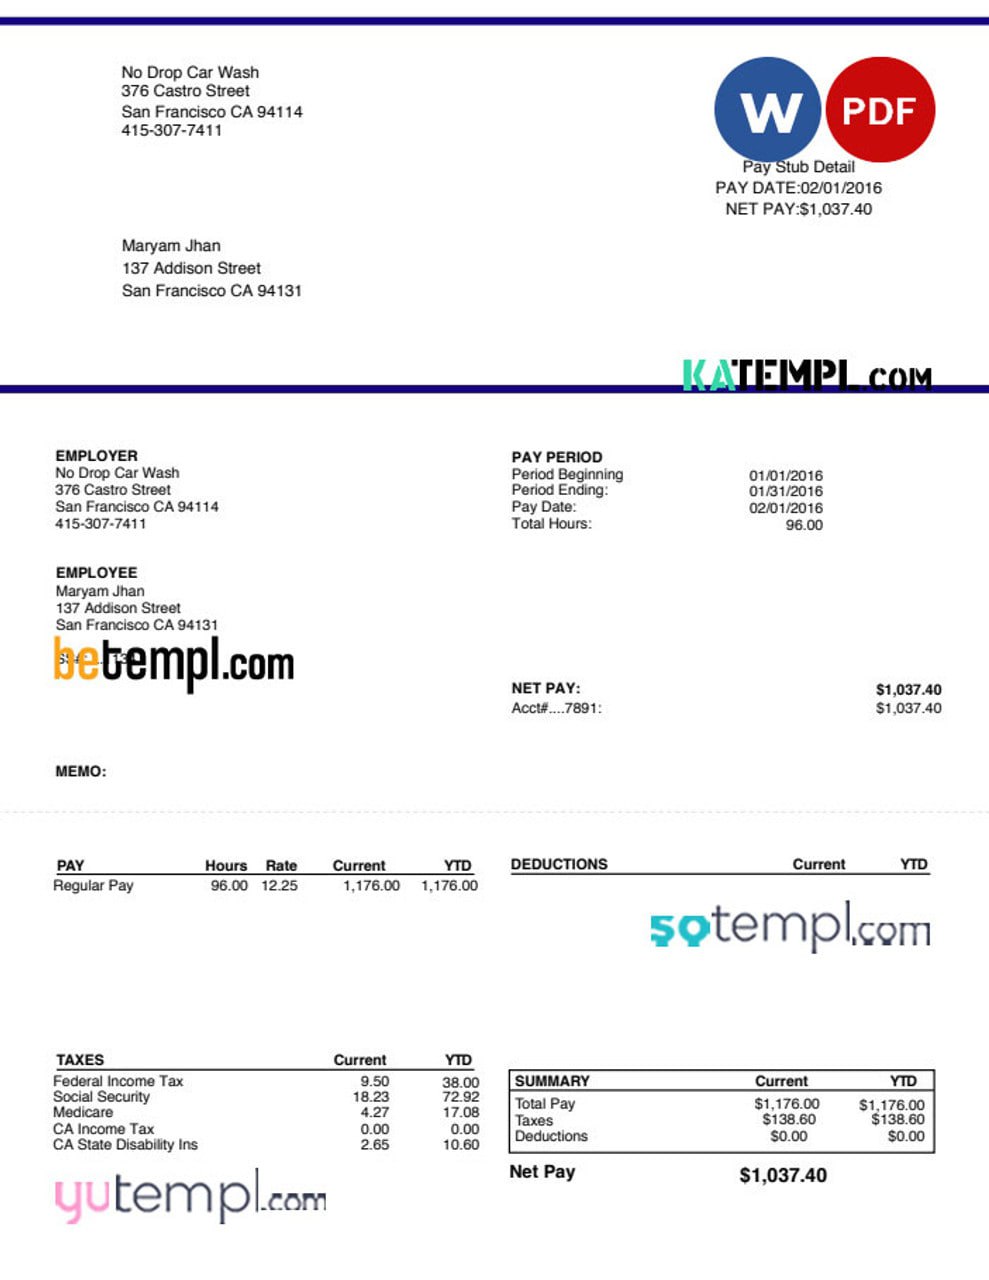 No Drop Car Wash
376 Castro Street
San Francisco CA 94114
415-307-7411
W PDF
Pay Stub Detail
PAY DATE:02/01/2016
NET PAY:$1,037.40
Maryam Jhan
137 Addison Street
San Francisco CA 94131
KATEMPL.COM
EMPLOYER
No Drop Car Wash
376 Castro Street
San Francisco CA 94114
415-307-7411
PAY PERIOD
Period Beginning 01/01/2016
Period Ending: 01/31/2016
Pay Date: 02/01/2016
Total Hours: 96.00
EMPLOYEE
Maryam Jhan
137 Addison Street
San Francisco CA 94131
betempl.com
NET PAY: $1,037.40
Acct#....7891: $1,037.40
MEMO:
PAY Hours Rate Current YTD
Regular Pay 96.00 12.25 1,176.00 1,176.00
DEDUCTIONS Current YTD
sotempl.com
TAXES Current YTD
Federal Income Tax 9.50 38.00
Social Security 18.23 72.92
Medicare 4.27 17.08
CA Income Tax 0.00 0.00
CA State Disability Ins 2.65 10.60
SUMMARY Current YTD
Total Pay $1,176.00 $1,176.00
Taxes $138.60 $138.60
Deductions $0.00 $0.00
Net Pay $1,037.40
yutempl.com